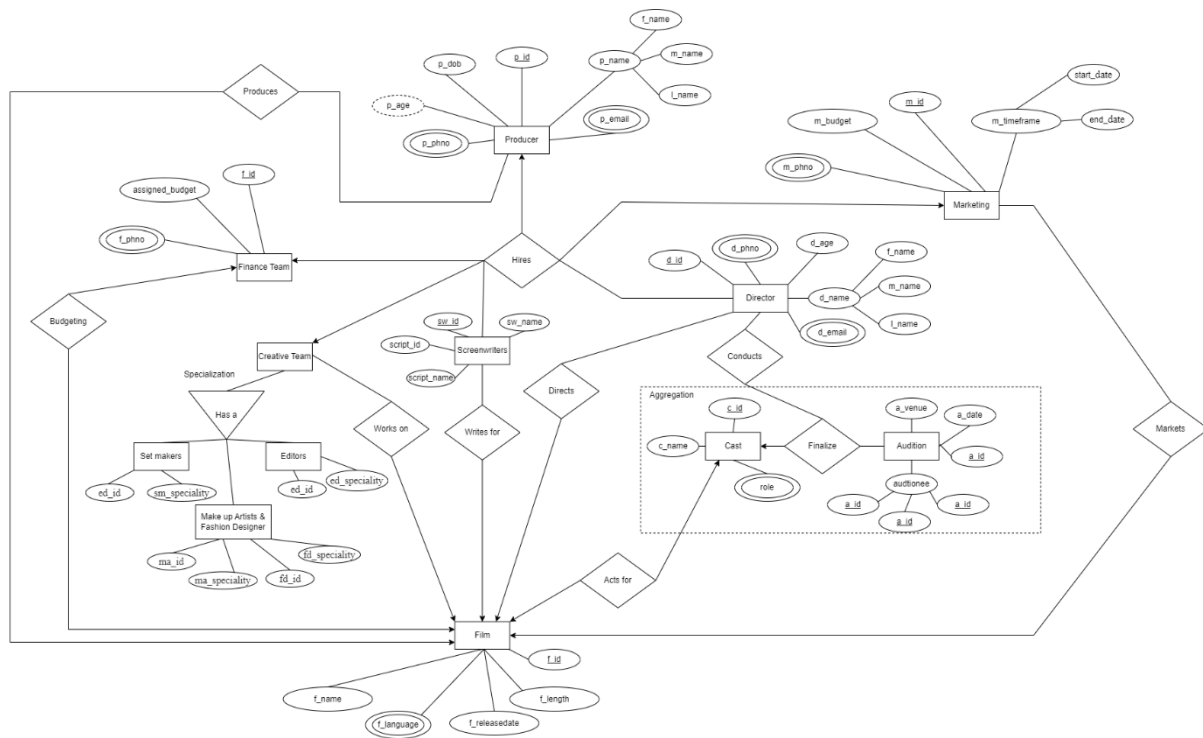 f_name
p_id
p_dob
p_name
m_name
Produces
start_date
p_age
l_name
m_id
p_email
m_budget
m_timeframe
end_date
p_phno
Producer
m_phno
f_id
assigned_budget
Marketing
f_phno
d_phno
d_age
f_name
Hires
d_id
Finance Team
m_name
Director
d_name
Budgeting
sw_id
sw_name
l_name
d_email
script_id
Screenwriters
Creative Team
Conducts
Specialization
script_name
Directs
Aggregation
c_id
a_venue
a_date
Has a
Works on
Writes for
Markets
c_name
Cast
Finalize
Audition
a_id
Set makers
Editors
ed_speciality
role
audtionee
ed_id
sm_speciality
ed_id
a_id
a_id
a_id
Make up Artists &
Fashion Designer
fd_speciality
ma_id
ma_speciality
fd_id
Acts for
Film
f_id
f_name
f_length
f_language
f_releasedate